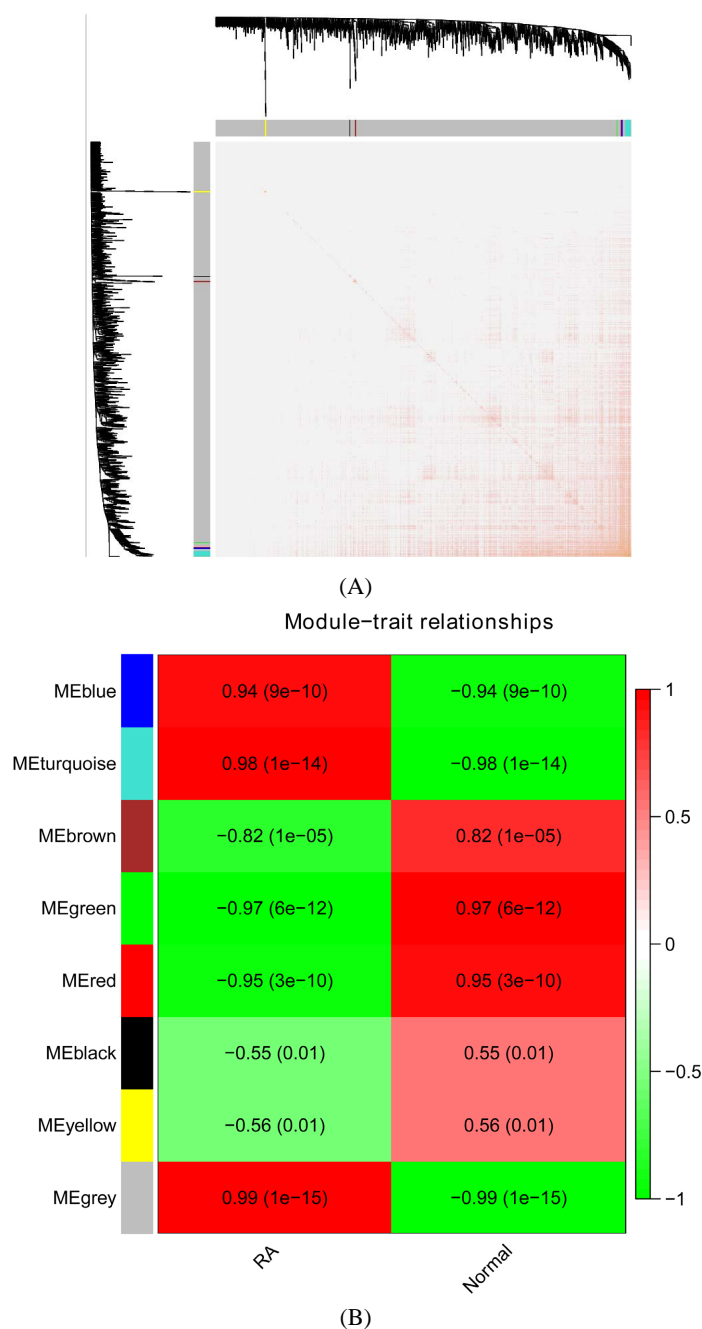 (A)
Module−trait relationships
MEblue
0.94 (9e−10)
−0.94 (9e−10)
MEturquoise
0.98 (1e−14)
−0.98 (1e−14)
MEbrown
−0.82 (1e−05)
0.82 (1e−05)
MEgreen
−0.97 (6e−12)
0.97 (6e−12)
MEred
−0.95 (3e−10)
0.95 (3e−10)
MEblack
−0.55 (0.01)
0.55 (0.01)
MEyellow
−0.56 (0.01)
0.56 (0.01)
MEgrey
0.99 (1e−15)
−0.99 (1e−15)
1
0.5
0
−0.5
−1
RA
Normal
(B)